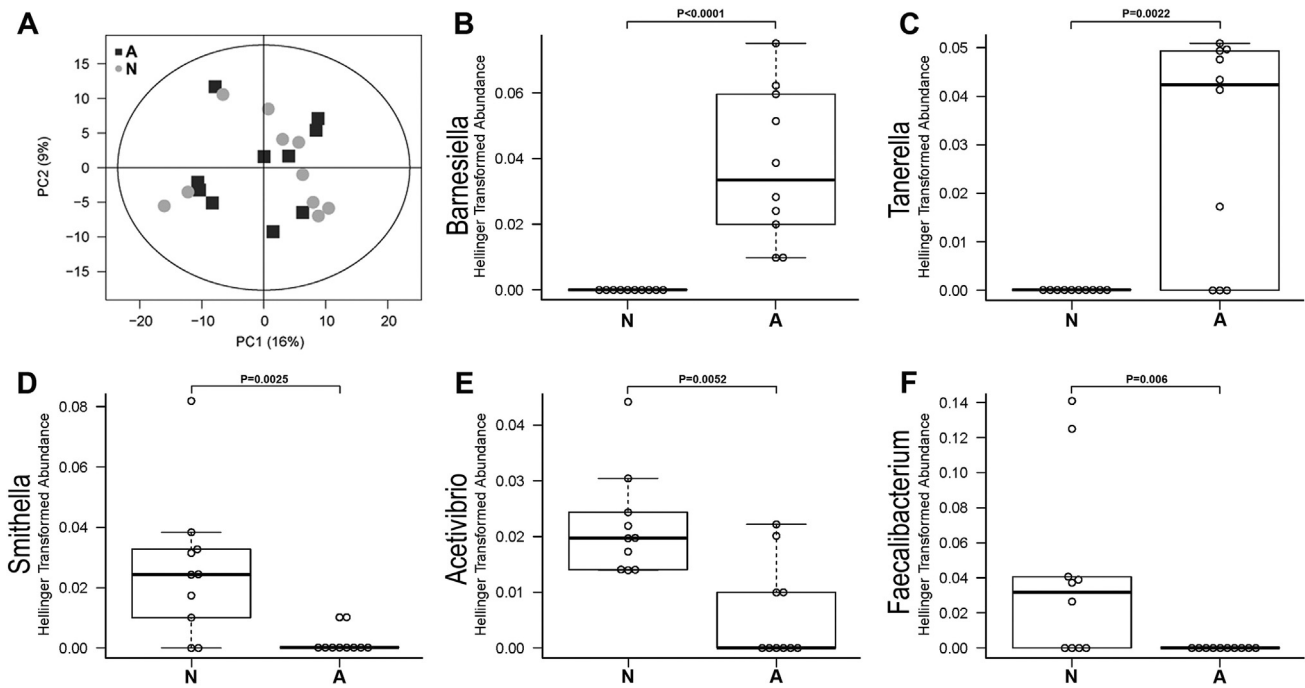 A
A
N
15
10
5
0
−5
−10
−15
PC2 (9%)
−20
−10
0
10
20
PC1 (16%)
B
P<0.0001
Barnesiella
Hellinger Transformed Abundance
0.06
0.04
0.02
0.00
N
A
C
P=0.0022
Tanerella
Hellinger Transformed Abundance
0.05
0.04
0.03
0.02
0.01
0.00
N
A
D
P=0.0025
Smithella
Hellinger Transformed Abundance
0.08
0.06
0.04
0.02
0.00
N
A
E
P=0.0052
Acetivibrio
Hellinger Transformed Abundance
0.04
0.03
0.02
0.01
0.00
N
A
F
P=0.006
Faecalibacterium
Hellinger Transformed Abundance
0.14
0.12
0.10
0.08
0.06
0.04
0.02
0.00
N
A